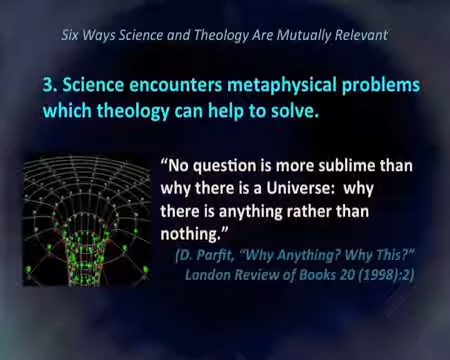 Six Ways Science and Theology Are Mutually Relevant
3. Science encounters metaphysical problems
which theology can help to solve.
“No question is more sublime than
why there is a Universe: why
there is anything rather than
nothing.”
(D. Parfit, “Why Anything? Why This?”
London Review of Books 20 (1998):2)